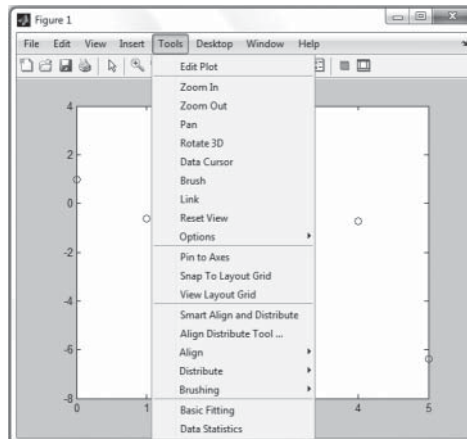 Figure 1
File Edit View Insert Tools Desktop Window Help
Edit Plot
Zoom In
Zoom Out
Pan
Rotate 3D
Data Cursor
Brush
Link
Reset View
Options
Pin to Axes
Snap To Layout Grid
View Layout Grid
Smart Align and Distribute
Align Distribute Tool ...
Align
Distribute
Brushing
Basic Fitting
Data Statistics
4
2
0
-2
-4
-6
-8
0 1 4 5